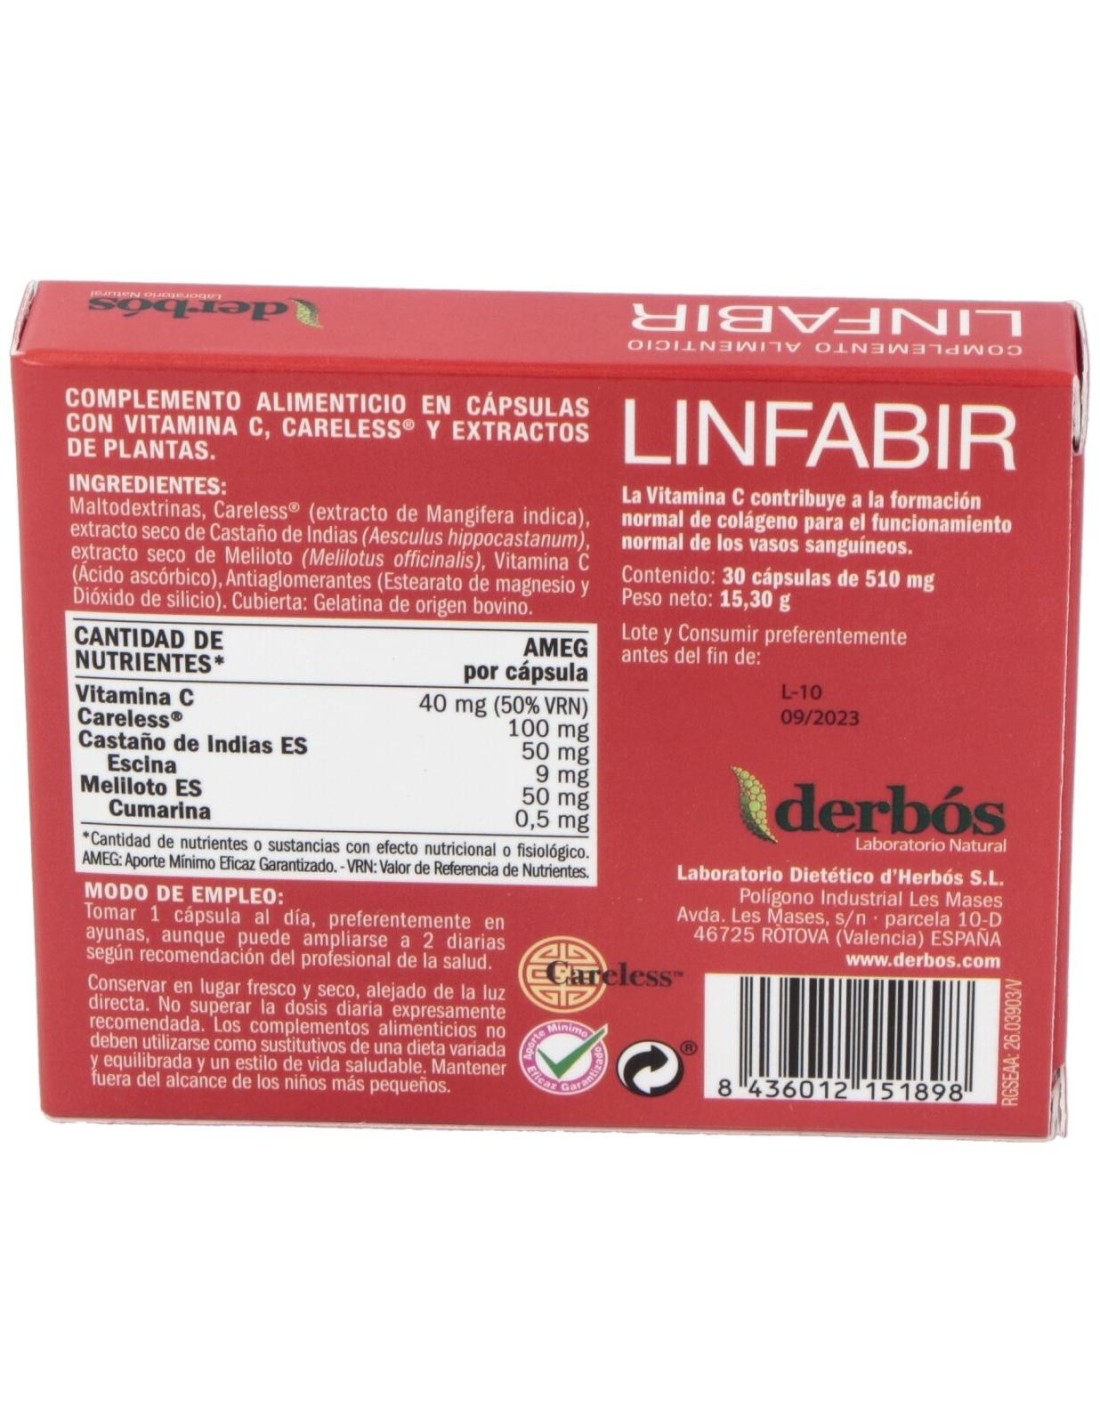 derbós
Laboratorio Natural
LINFABIR
COMPLEMENTO ALIMENTICIO
COMPLEMENTO ALIMENTICIO EN CÁPSULAS
CON VITAMINA C, CARELESS® Y EXTRACTOS
DE PLANTAS.
INGREDIENTES:
Maltodextrinas, Careless® (extracto de Mangifera indica),
extracto seco de Castaño de Indias (Aesculus hippocastanum),
extracto seco de Meliloto (Melilotus officinalis), Vitamina C
(Ácido ascórbico), Antiaglomerantes (Estearato de magnesio y
Dióxido de silicio). Cubierta: Gelatina de origen bovino.
CANTIDAD DE
NUTRIENTES*
AMEG
por cápsula
Vitamina C 40 mg (50% VRN)
Careless® 100 mg
Castaño de Indias ES 50 mg
Escina 9 mg
Meliloto ES 50 mg
Cumarina 0,5 mg
*Cantidad de nutrientes o sustancias con efecto nutricional o fisiológico.
AMEG: Aporte Mínimo Eficaz Garantizado. - VRN: Valor de Referencia de Nutrientes.
MODO DE EMPLEO:
Tomar 1 cápsula al día, preferentemente en
ayunas, aunque puede ampliarse a 2 diarias
según recomendación del profesional de la salud.
Conservar en lugar fresco y seco, alejado de la luz
directa. No superar la dosis diaria expresamente
recomendada. Los complementos alimenticios no
deben utilizarse como sustitutivos de una dieta variada
y equilibrada y un estilo de vida saludable. Mantener
fuera del alcance de los niños más pequeños.
Careless™
Aporte Mínimo
Eficaz Garantizado
®
LINFABIR
La Vitamina C contribuye a la formación
normal de colágeno para el funcionamiento
normal de los vasos sanguíneos.
Contenido: 30 cápsulas de 510 mg
Peso neto: 15,30 g
Lote y Consumir preferentemente
antes del fin de:
L-10
09/2023
derbós
Laboratorio Natural
Laboratorio Dietético d'Herbós S.L.
Polígono Industrial Les Mases
Avda. Les Mases, s/n · parcela 10-D
46725 RÒTOVA (Valencia) ESPAÑA
www.derbos.com
8 436012 151898
RGSEAA: 26.03903/V